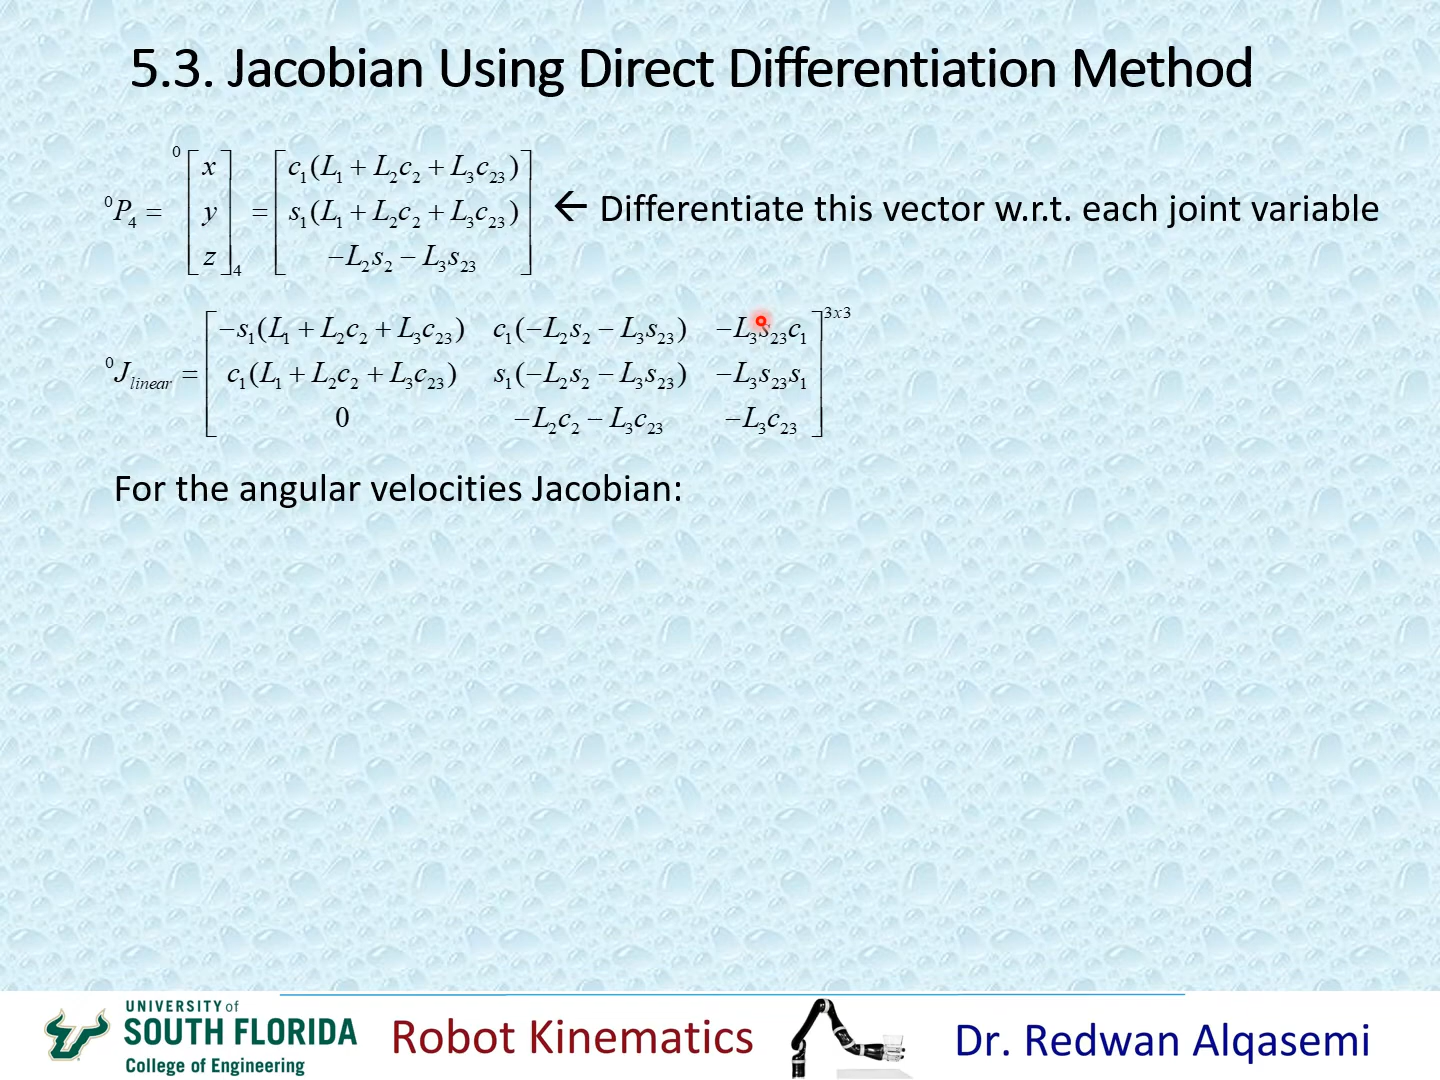 5.3. Jacobian Using Direct Differentiation Method
⁰P₄ = ⁰[x; y; z]₄ = [c₁(L₁ + L₂c₂ + L₃c₂₃); s₁(L₁ + L₂c₂ + L₃c₂₃); −L₂s₂ − L₃s₂₃] ← Differentiate this vector w.r.t. each joint variable
⁰J_linear = [−s₁(L₁ + L₂c₂ + L₃c₂₃) c₁(−L₂s₂ − L₃s₂₃) −L₃s₂₃c₁; c₁(L₁ + L₂c₂ + L₃c₂₃) s₁(−L₂s₂ − L₃s₂₃) −L₃s₂₃s₁; 0 −L₂c₂ − L₃c₂₃ −L₃c₂₃]³ˣ³
For the angular velocities Jacobian:
UNIVERSITY of
SOUTH FLORIDA
College of Engineering
Robot Kinematics
Dr. Redwan Alqasemi